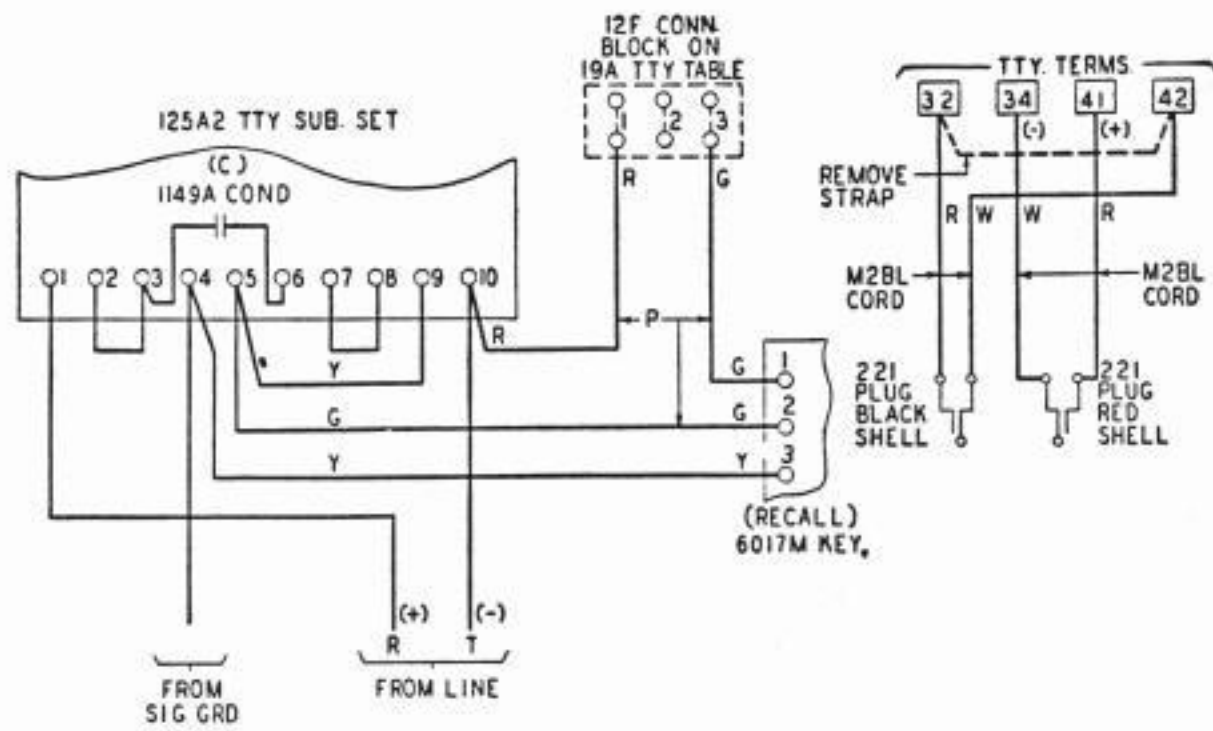 12F CONN.
BLOCK ON
19A TTY TABLE
1 2 3
R G
125A2 TTY SUB. SET
(C)
1149A COND
1 2 3 4 5 6 7 8 9 10
R
P
Y
G
G
G
Y
Y
1
2
3
(RECALL)
6017M KEY.
(+) (-)
R T
FROM
SIG GRD
FROM LINE
TTY. TERMS.
32 34 41 42
(-) (+)
REMOVE
STRAP
R W W R
M2BL
CORD
M2BL
CORD
221
PLUG
BLACK
SHELL
221
PLUG
RED
SHELL